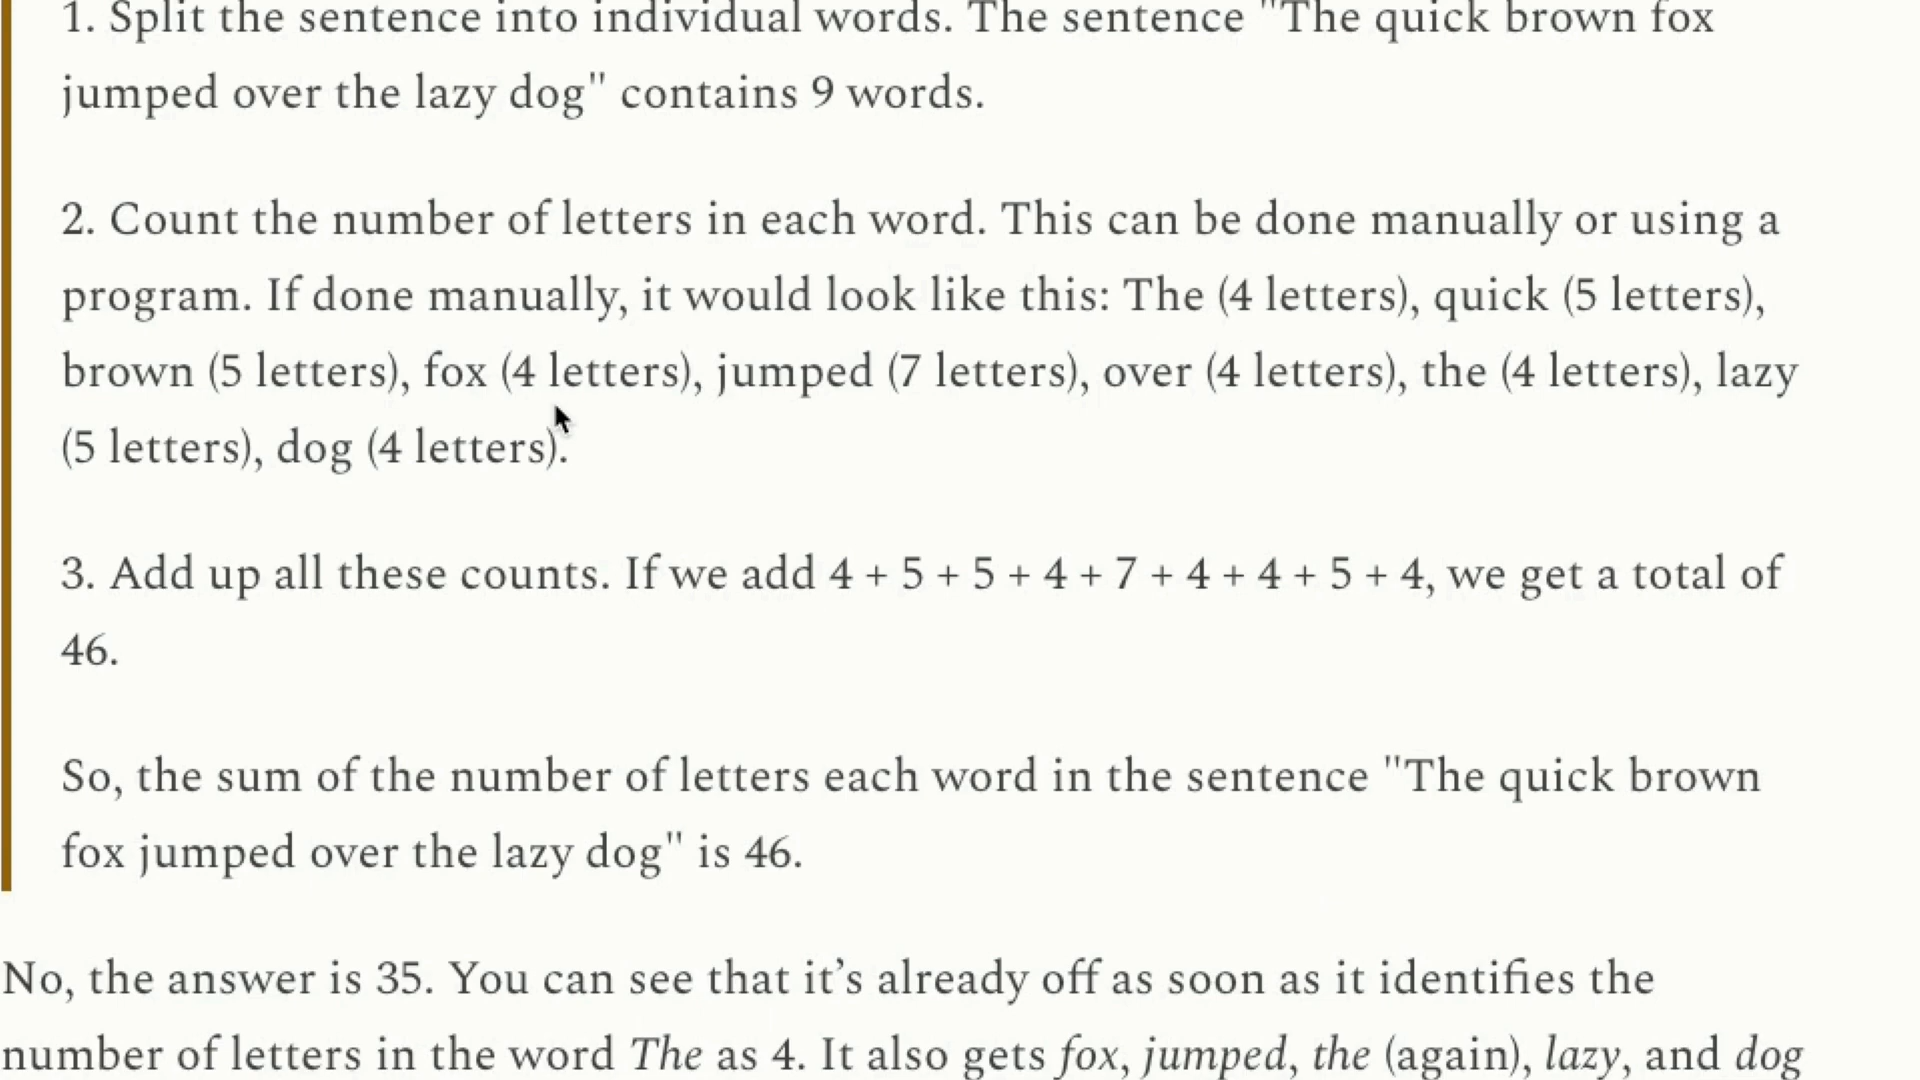 1. Split the sentence into individual words. The sentence "The quick brown fox
jumped over the lazy dog" contains 9 words.
2. Count the number of letters in each word. This can be done manually or using a
program. If done manually, it would look like this: The (4 letters), quick (5 letters),
brown (5 letters), fox (4 letters), jumped (7 letters), over (4 letters), the (4 letters), lazy
(5 letters), dog (4 letters).
3. Add up all these counts. If we add 4 + 5 + 5 + 4 + 7 + 4 + 4 + 5 + 4, we get a total of
46.
So, the sum of the number of letters each word in the sentence "The quick brown
fox jumped over the lazy dog" is 46.
No, the answer is 35. You can see that it’s already off as soon as it identifies the
number of letters in the word The as 4. It also gets fox, jumped, the (again), lazy, and dog